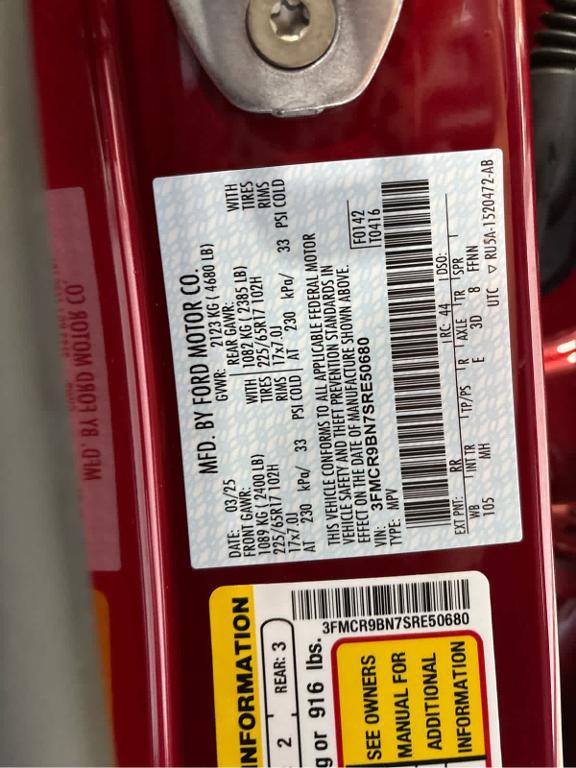 MFD. BY FORD MOTOR CO.
DATE: 03/25
GVWR: 2123 KG ( 4680 LB)
FRONT GAWR:
1089 KG (2400 LB)
WITH
225/65R17 102H
TIRES
17x7.0J
RIMS
AT 230 kPa/ 33 PSI COLD
REAR GAWR:
1082 KG ( 2385 LB)
WITH
225/65R17 102H
TIRES
17x7.0J
RIMS
AT 230 kPa/ 33 PSI COLD
THIS VEHICLE CONFORMS TO ALL APPLICABLE FEDERAL MOTOR
VEHICLE SAFETY AND THEFT PREVENTION STANDARDS IN
EFFECT ON THE DATE OF MANUFACTURE SHOWN ABOVE.
VIN: 3FMCR9BN7SRE50680
TYPE: MPV
F0142
T0416
EXT PNT: RR RC: 44 DSO:
WB INT TR TP/PS R AXLE TR SPR
105 MH E 3D 8 FFNN
UTC ▽ RU5A-1520472-AB
INFORMATION
2 REAR: 3
g or 916 lbs.
3FMCR9BN7SRE50680
SEE OWNERS
MANUAL FOR
ADDITIONAL
INFORMATION
MFD. BY FORD MOTOR CO